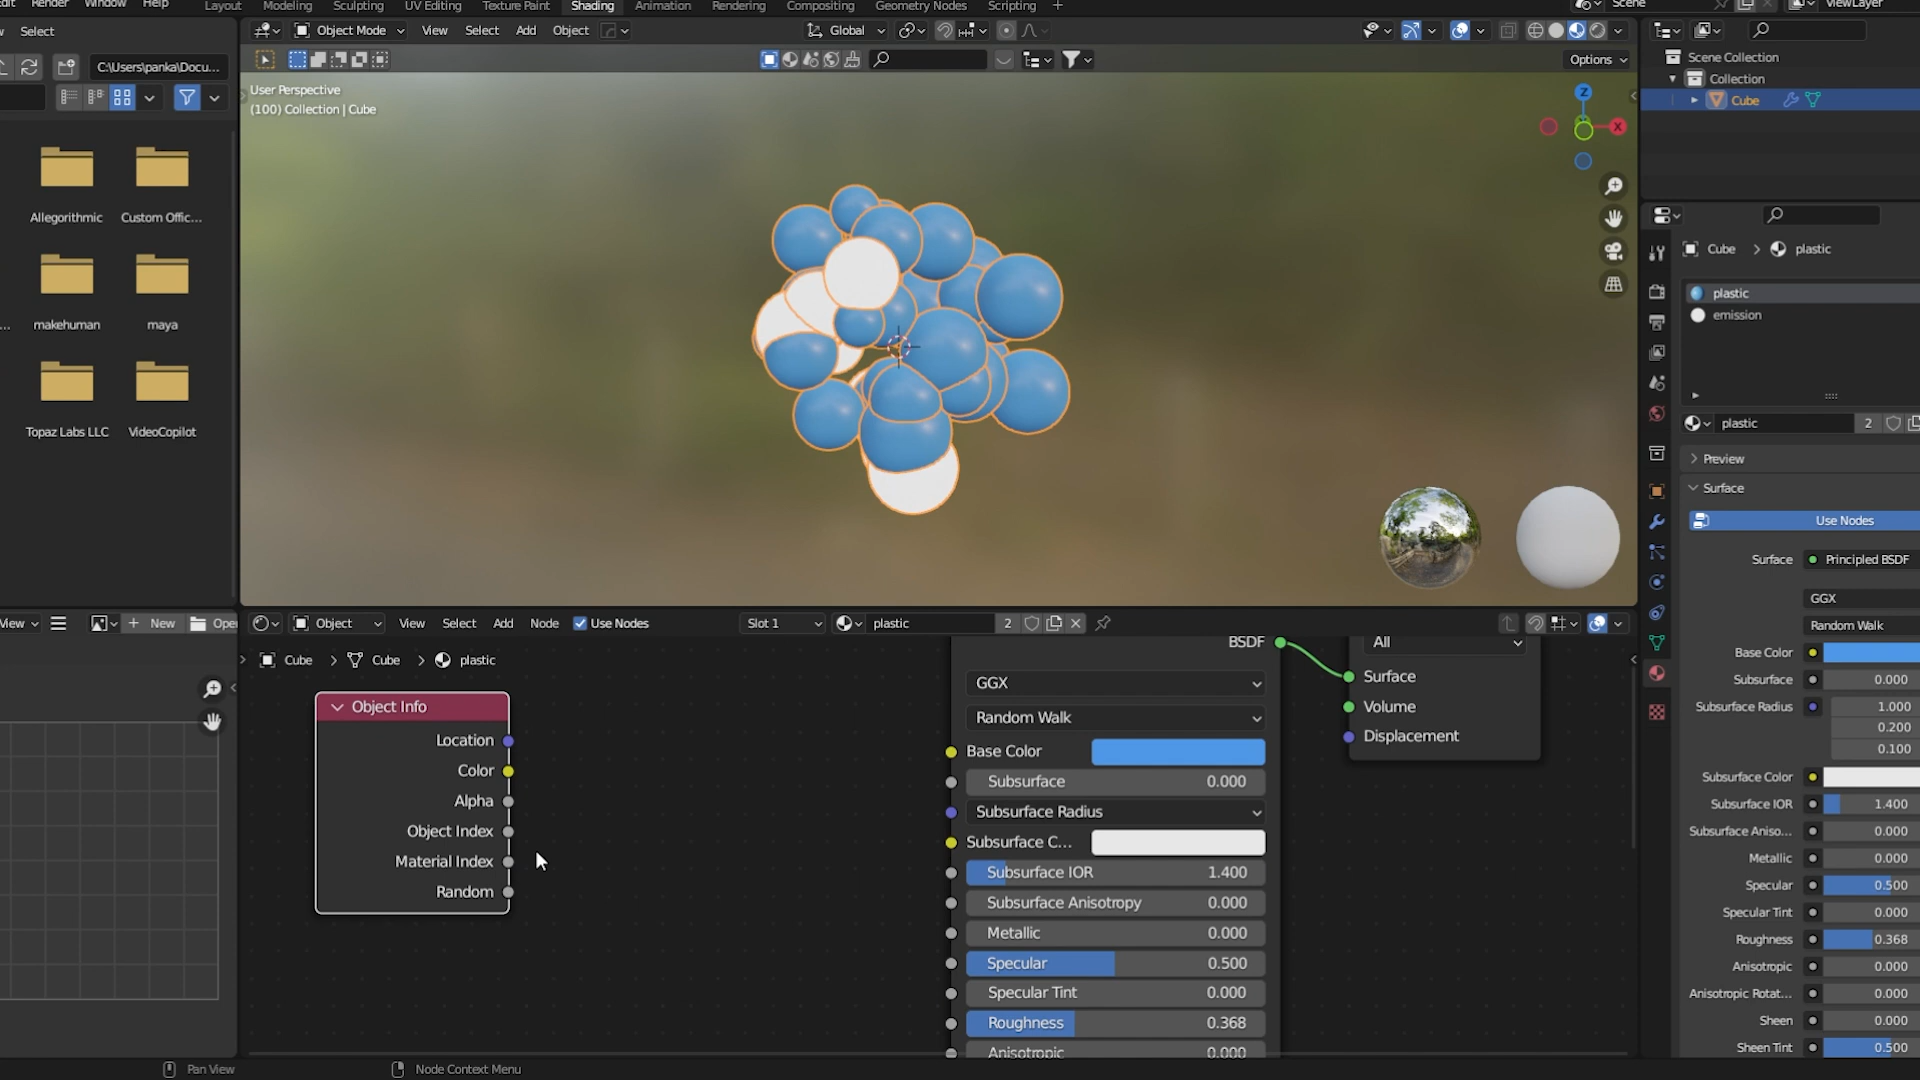 Edit Render Window Help Layout Modeling Sculpting UV Editing Texture Paint Shading Animation Rendering Compositing Geometry Nodes Scripting + Scene ViewLayer
Select
Object Mode View Select Add Object Global
C:\Users\panka\Docu...
Options
User Perspective
(100) Collection | Cube
Z
X
Scene Collection
Collection
Cube
Allegorithmic Custom Offic...
makehuman maya
Topaz Labs LLC VideoCopilot
Cube > plastic
plastic
emission
plastic 2
Preview
Surface
Use Nodes
Surface Principled BSDF
GGX
Random Walk
Base Color
Subsurface 0.000
Subsurface Radius 1.000
0.200
0.100
Subsurface Color
Subsurface IOR 1.400
Subsurface Aniso... 0.000
Metallic 0.000
Specular 0.500
Specular Tint 0.000
Roughness 0.368
Anisotropic 0.000
Anisotropic Rotat... 0.000
Sheen 0.000
Sheen Tint 0.500
View + New Open
Object View Select Add Node Use Nodes Slot 1 plastic 2
Cube > Cube > plastic
Object Info
Location
Color
Alpha
Object Index
Material Index
Random
BSDF
GGX
Random Walk
Base Color
Subsurface 0.000
Subsurface Radius
Subsurface C...
Subsurface IOR 1.400
Subsurface Anisotropy 0.000
Metallic 0.000
Specular 0.500
Specular Tint 0.000
Roughness 0.368
Anisotropic 0.000
All
Surface
Volume
Displacement
Pan View
Node Context Menu